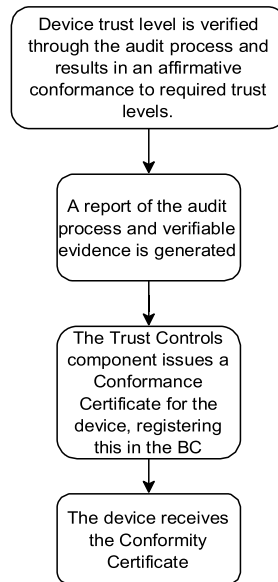 Device trust level is verified
through the audit process and
results in an affirmative
conformance to required trust
levels.
A report of the audit
process and verifiable
evidence is generated
The Trust Controls
component issues a
Conformance
Certificate for the
device, registering
this in the BC
The device receives
the Conformity
Certificate